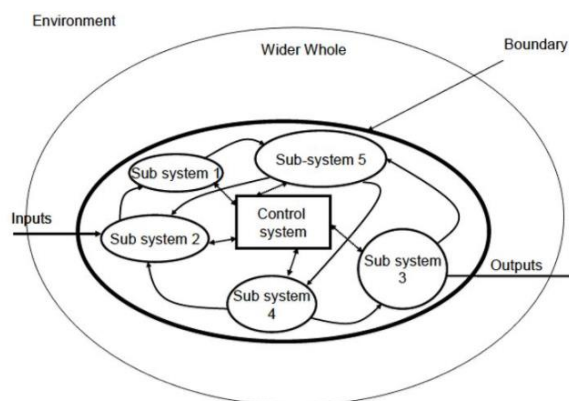 Environment
Wider Whole
Boundary
Sub system 1
Sub-system 5
Inputs
Sub system 2
Control
system
Sub system
3
Outputs
Sub system
4